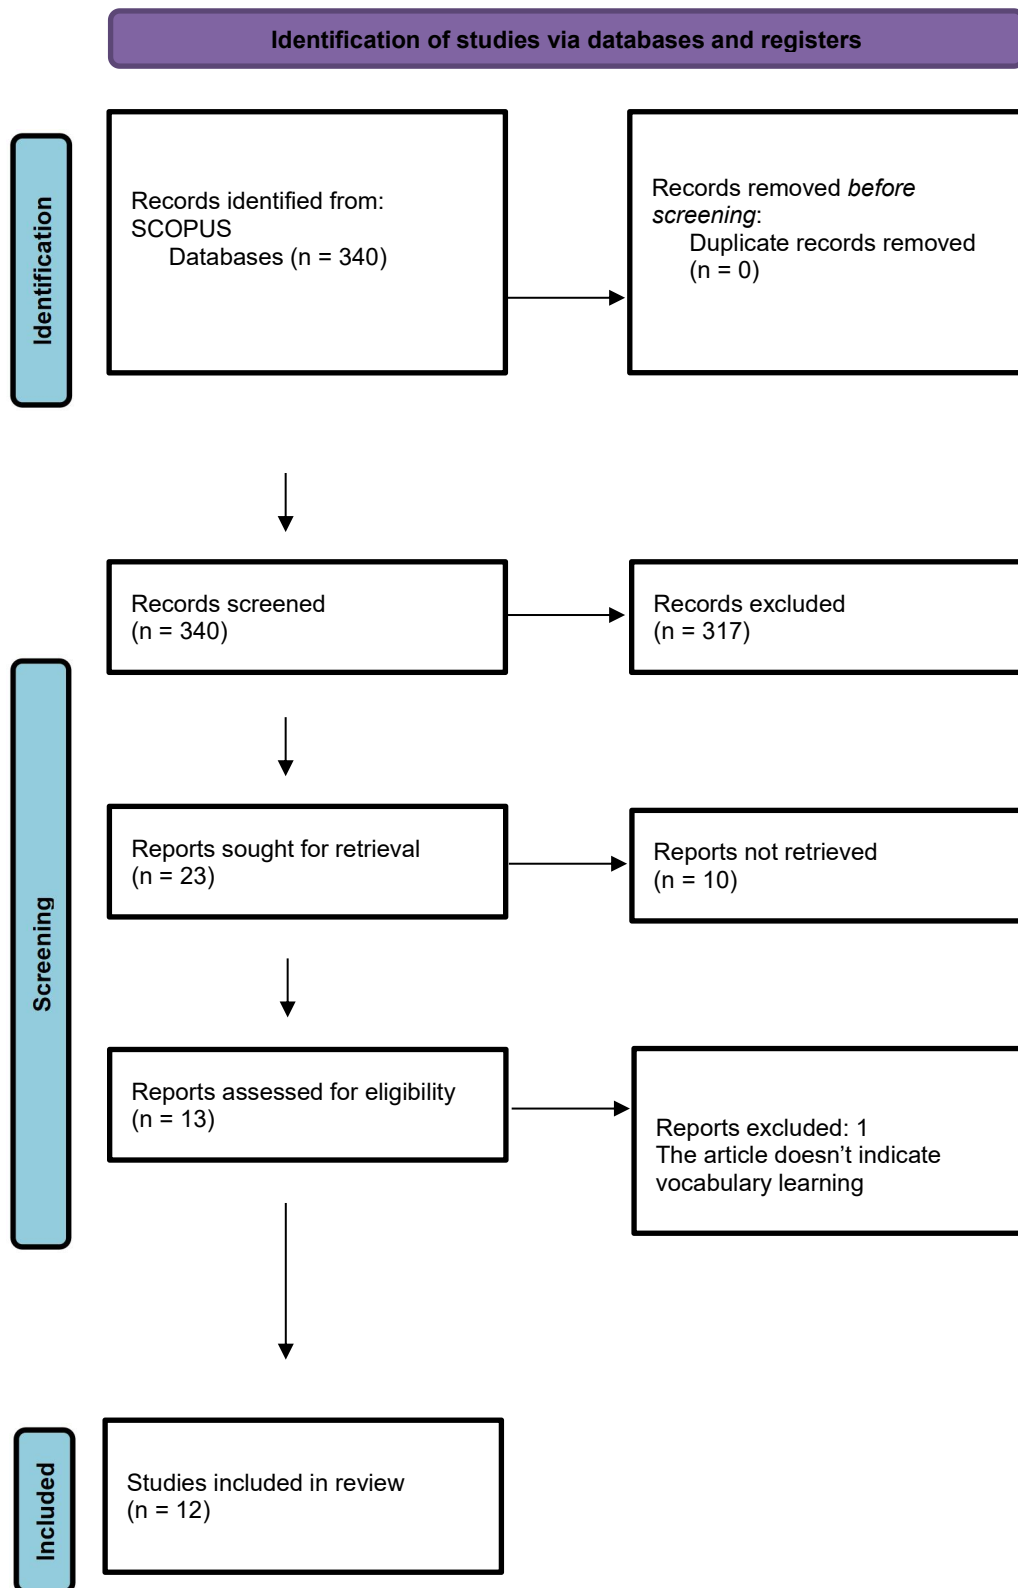 Identification of studies via databases and registers
Identification
Records identified from:
SCOPUS
Databases (n = 340)
Records removed before
screening:
Duplicate records removed
(n = 0)
Screening
Records screened
(n = 340)
Records excluded
(n = 317)
Reports sought for retrieval
(n = 23)
Reports not retrieved
(n = 10)
Reports assessed for eligibility
(n = 13)
Reports excluded: 1
The article doesn’t indicate
vocabulary learning
Included
Studies included in review
(n = 12)